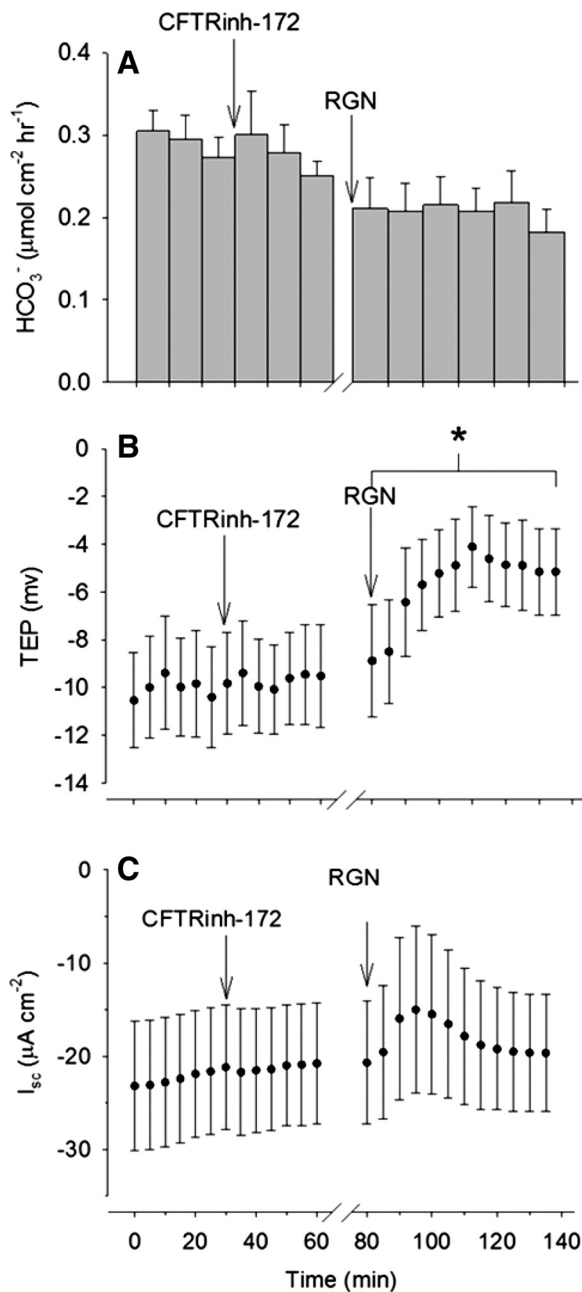 CFTRinh-172
A
RGN
0.4
0.3
0.2
0.1
0.0
HCO₃⁻ (µmol cm⁻² hr⁻¹)
B
*
RGN
CFTRinh-172
0
-2
-4
-6
-8
-10
-12
-14
TEP (mv)
C
RGN
CFTRinh-172
0
-10
-20
-30
I_sc (µA cm⁻²)
0 20 40 60 80 100 120 140
Time (min)